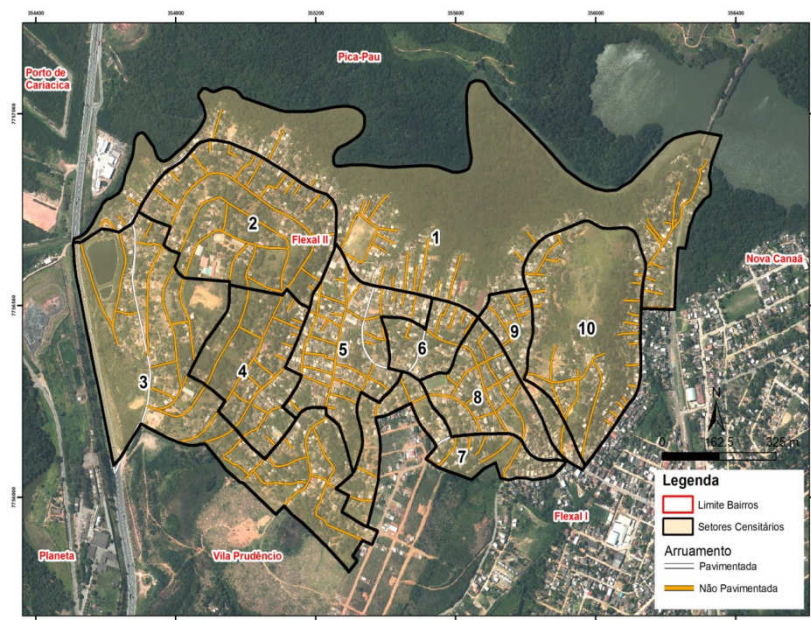 354400
354800
355200
355600
356000
356400
Pica-Pau
Porto de
Cariacica
2
Flexal II
1
Nova Canaã
9
10
5
6
3
4
8
7
N
0 162,5 325 m
Legenda
Limite Bairros
Setores Censitários
Arruamento
Pavimentada
Não Pavimentada
Flexal I
Planeta
Vila Prudêncio
7756000